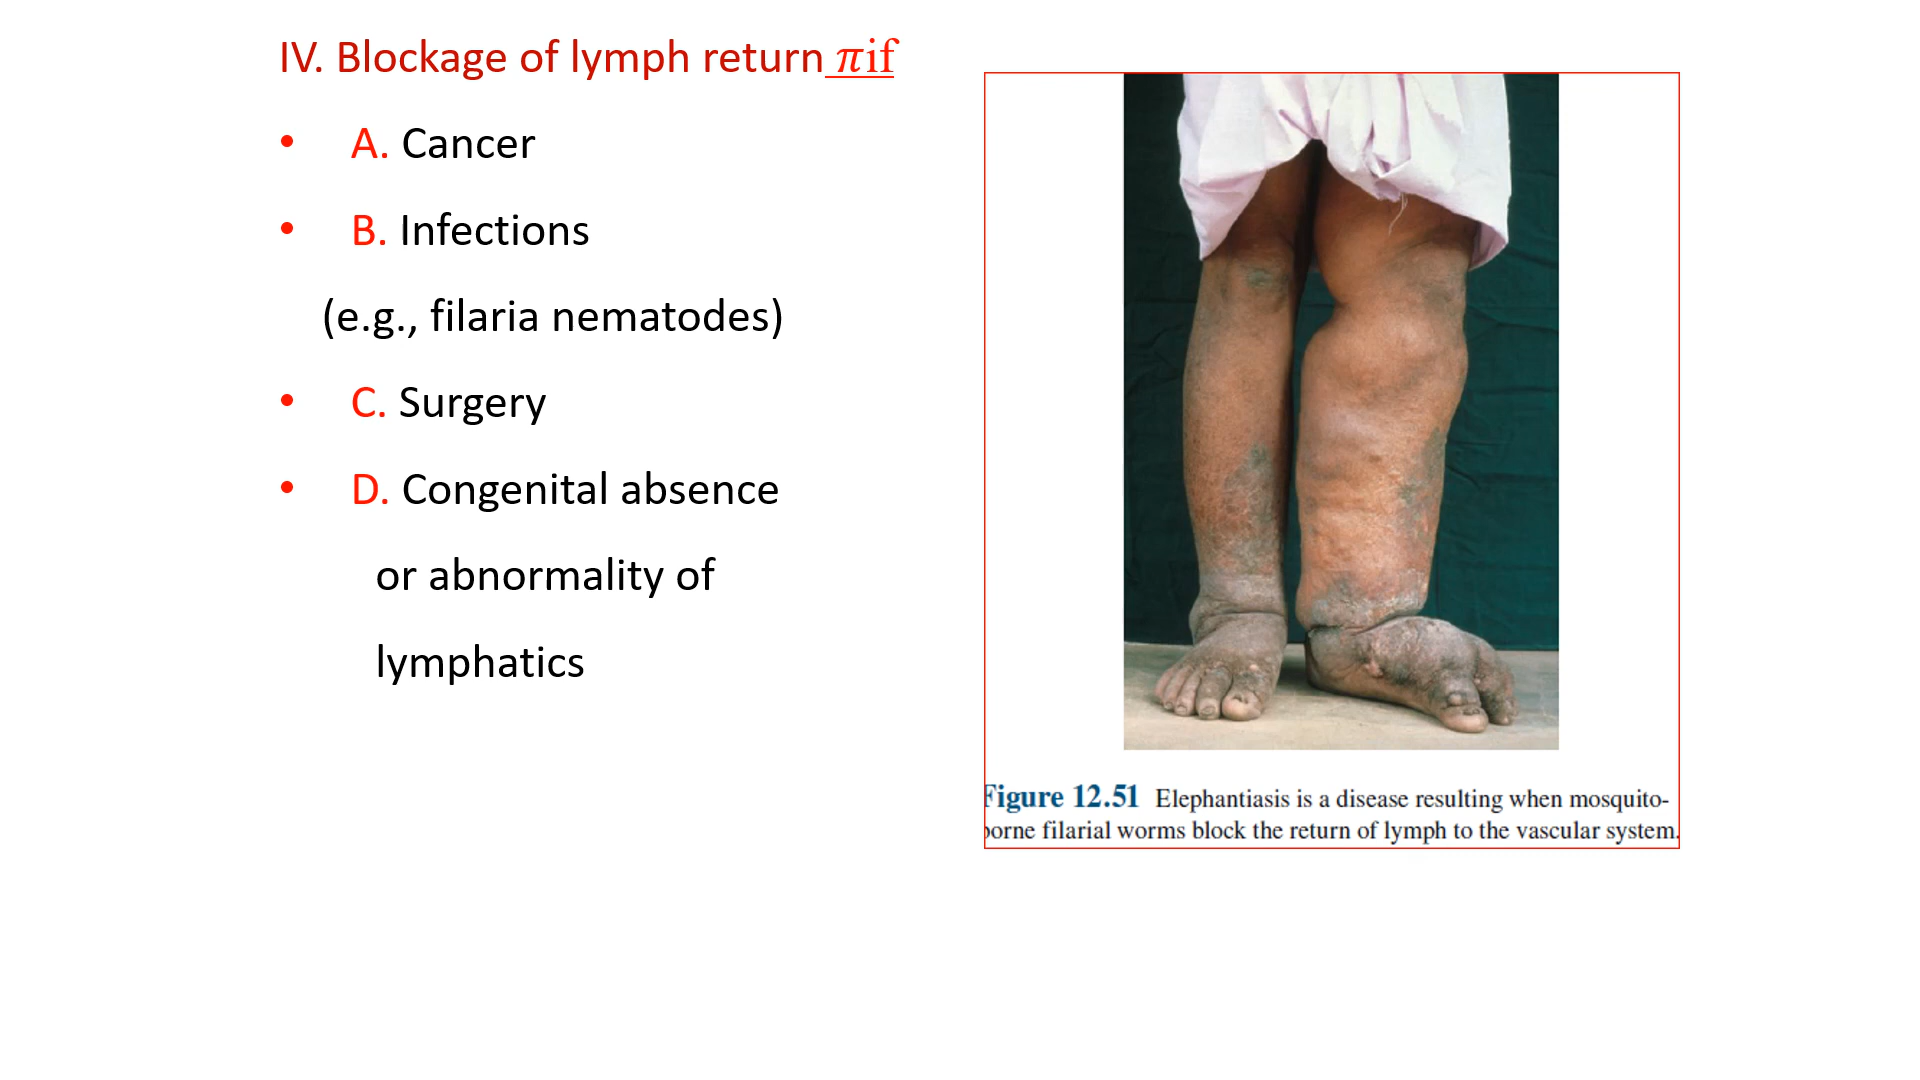 IV. Blockage of lymph return πif
• A. Cancer
• B. Infections
(e.g., filaria nematodes)
• C. Surgery
• D. Congenital absence
or abnormality of
lymphatics
Figure 12.51 Elephantiasis is a disease resulting when mosquito-
borne filarial worms block the return of lymph to the vascular system.